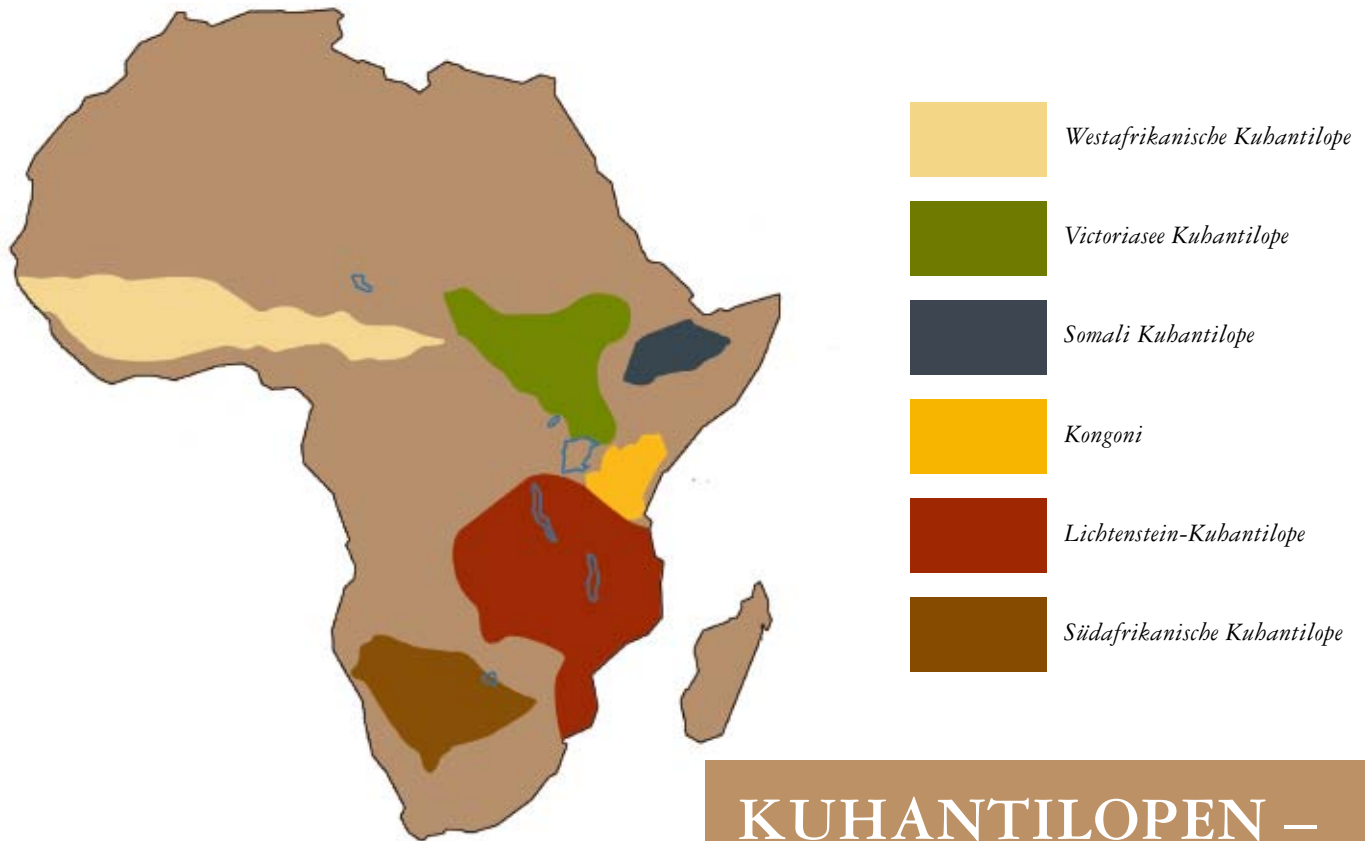 Westafrikanische Kuhantilope
Victoriasee Kuhantilope
Somali Kuhantilope
Kongoni
Lichtenstein-Kuhantilope
Südafrikanische Kuhantilope
KUHANTILOPEN –